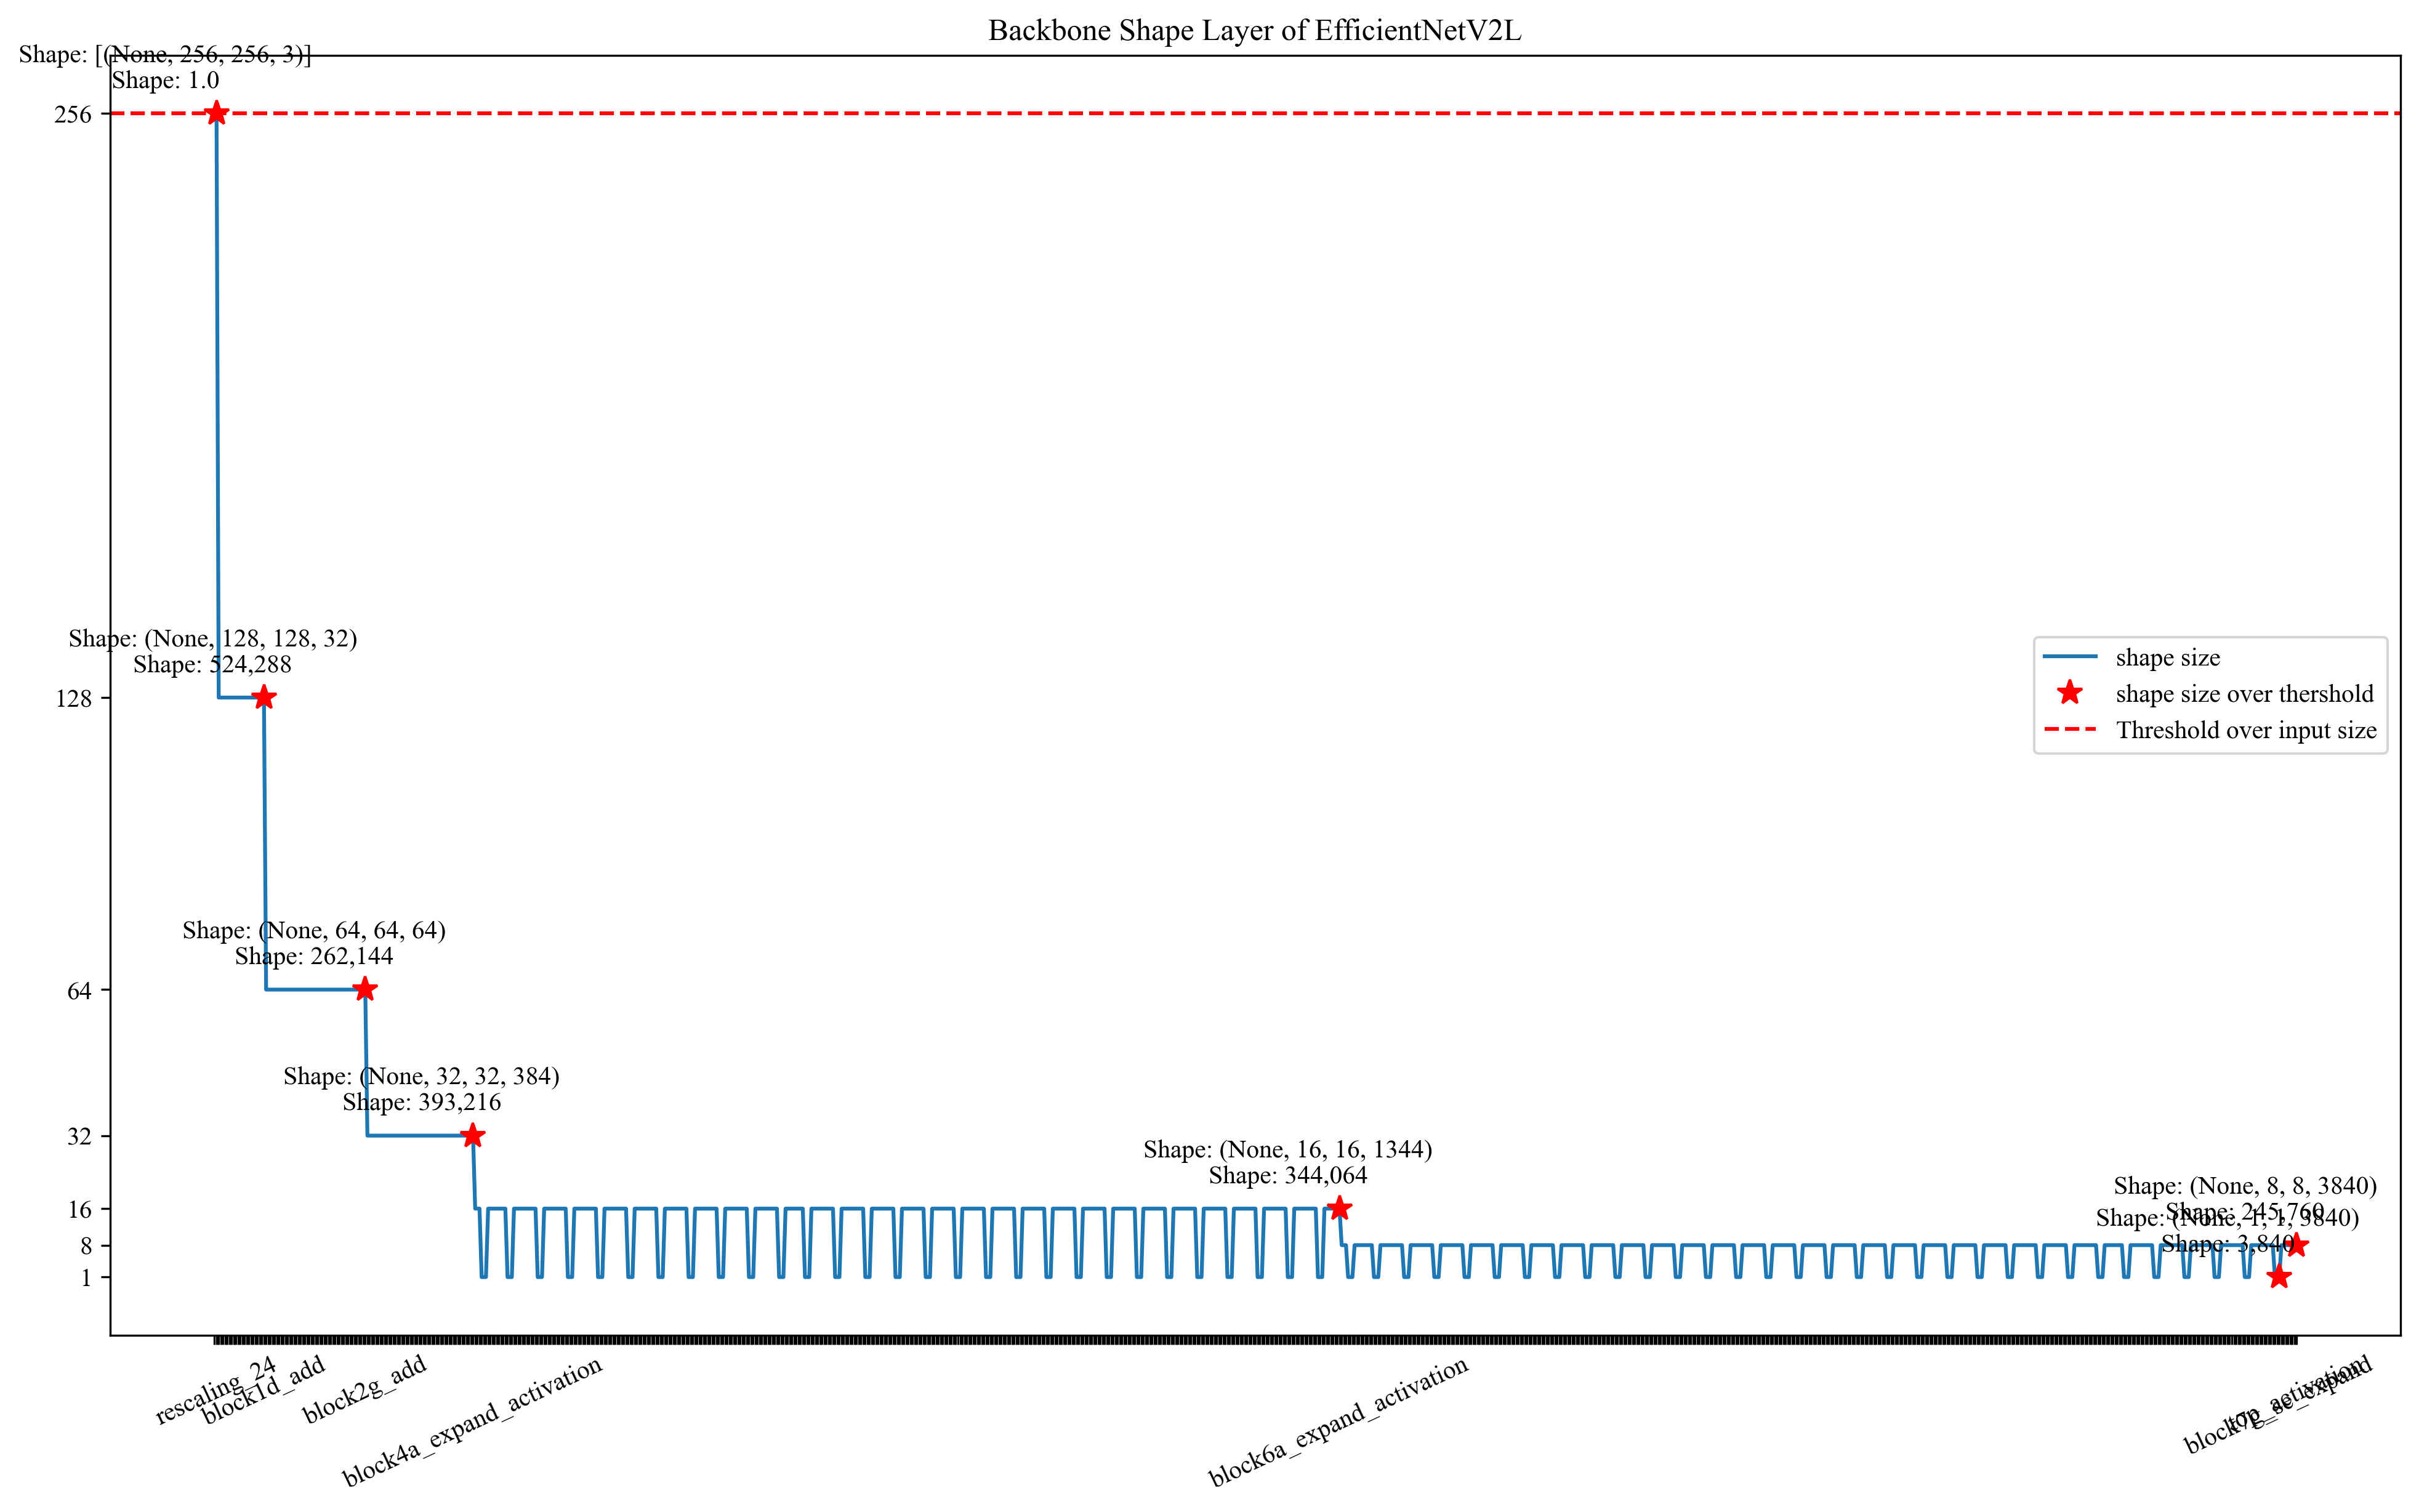 Backbone Shape Layer of EfficientNetV2L
Shape: [(None, 256, 256, 3)]
Shape: 1.0
256
Shape: (None, 128, 128, 32)
Shape: 524,288
128
shape size
shape size over thershold
Threshold over input size
Shape: (None, 64, 64, 64)
Shape: 262,144
64
Shape: (None, 32, 32, 384)
Shape: 393,216
32
Shape: (None, 16, 16, 1344)
Shape: 344,064
16
Shape: (None, 8, 8, 3840)
Shape: 245,760
Shape: (None, 1, 1, 3840)
Shape: 3,840
8
1
rescaling_24
block1d_add
block2g_add
block4a_expand_activation
block6a_expand_activation
block7g_se_expand
top_activation